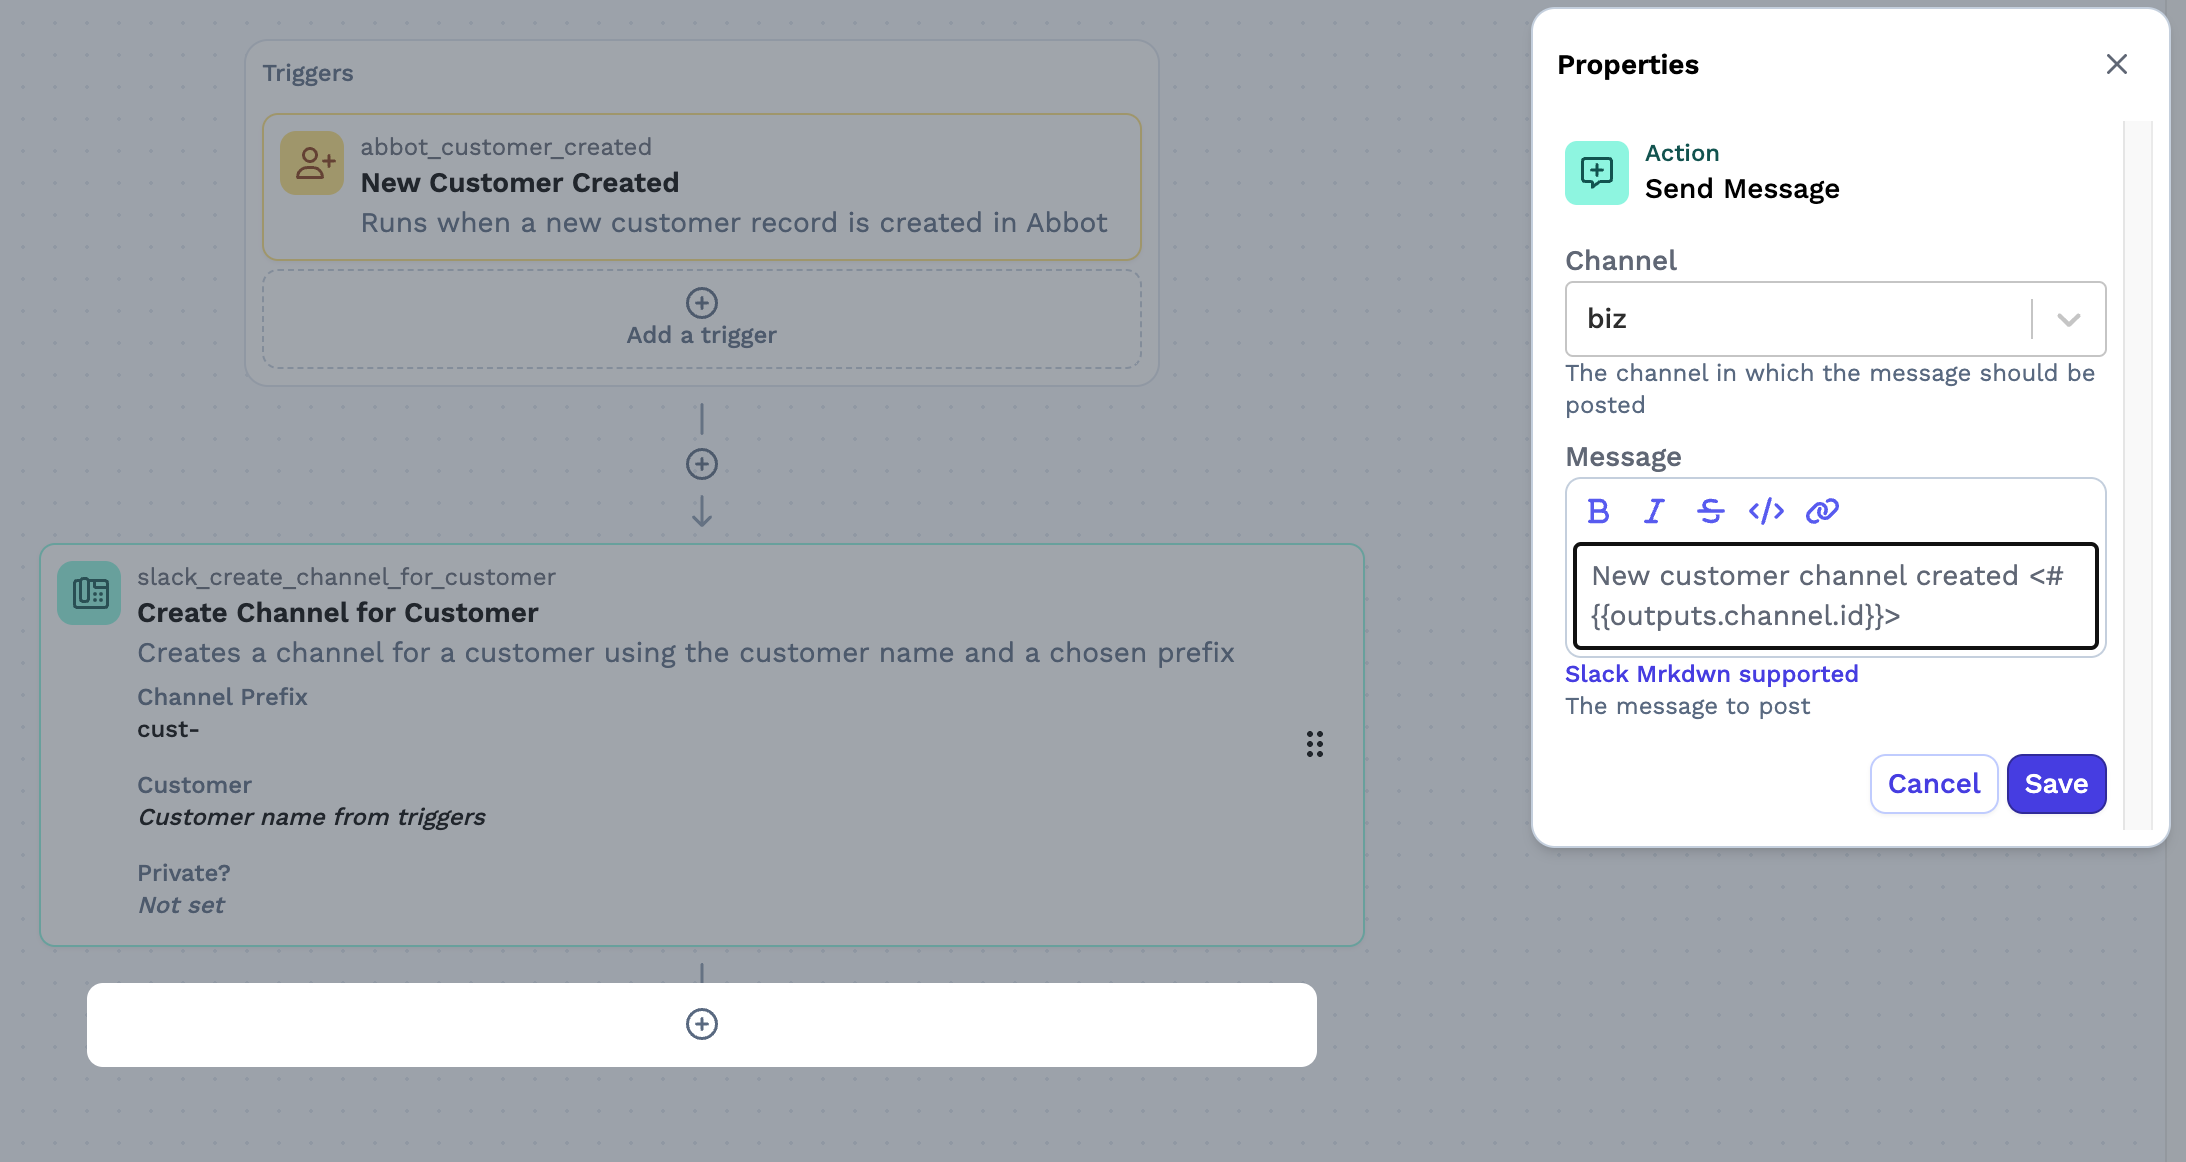 Triggers
abbot_customer_created
New Customer Created
Runs when a new customer record is created in Abbot
Add a trigger
slack_create_channel_for_customer
Create Channel for Customer
Creates a channel for a customer using the customer name and a chosen prefix
Channel Prefix
cust-
Customer
Customer name from triggers
Private?
Not set
Properties
Action
Send Message
Channel
biz
The channel in which the message should be
posted
Message
B I S </>
New customer channel created <#
{{outputs.channel.id}}>
Slack Mrkdwn supported
The message to post
Cancel Save